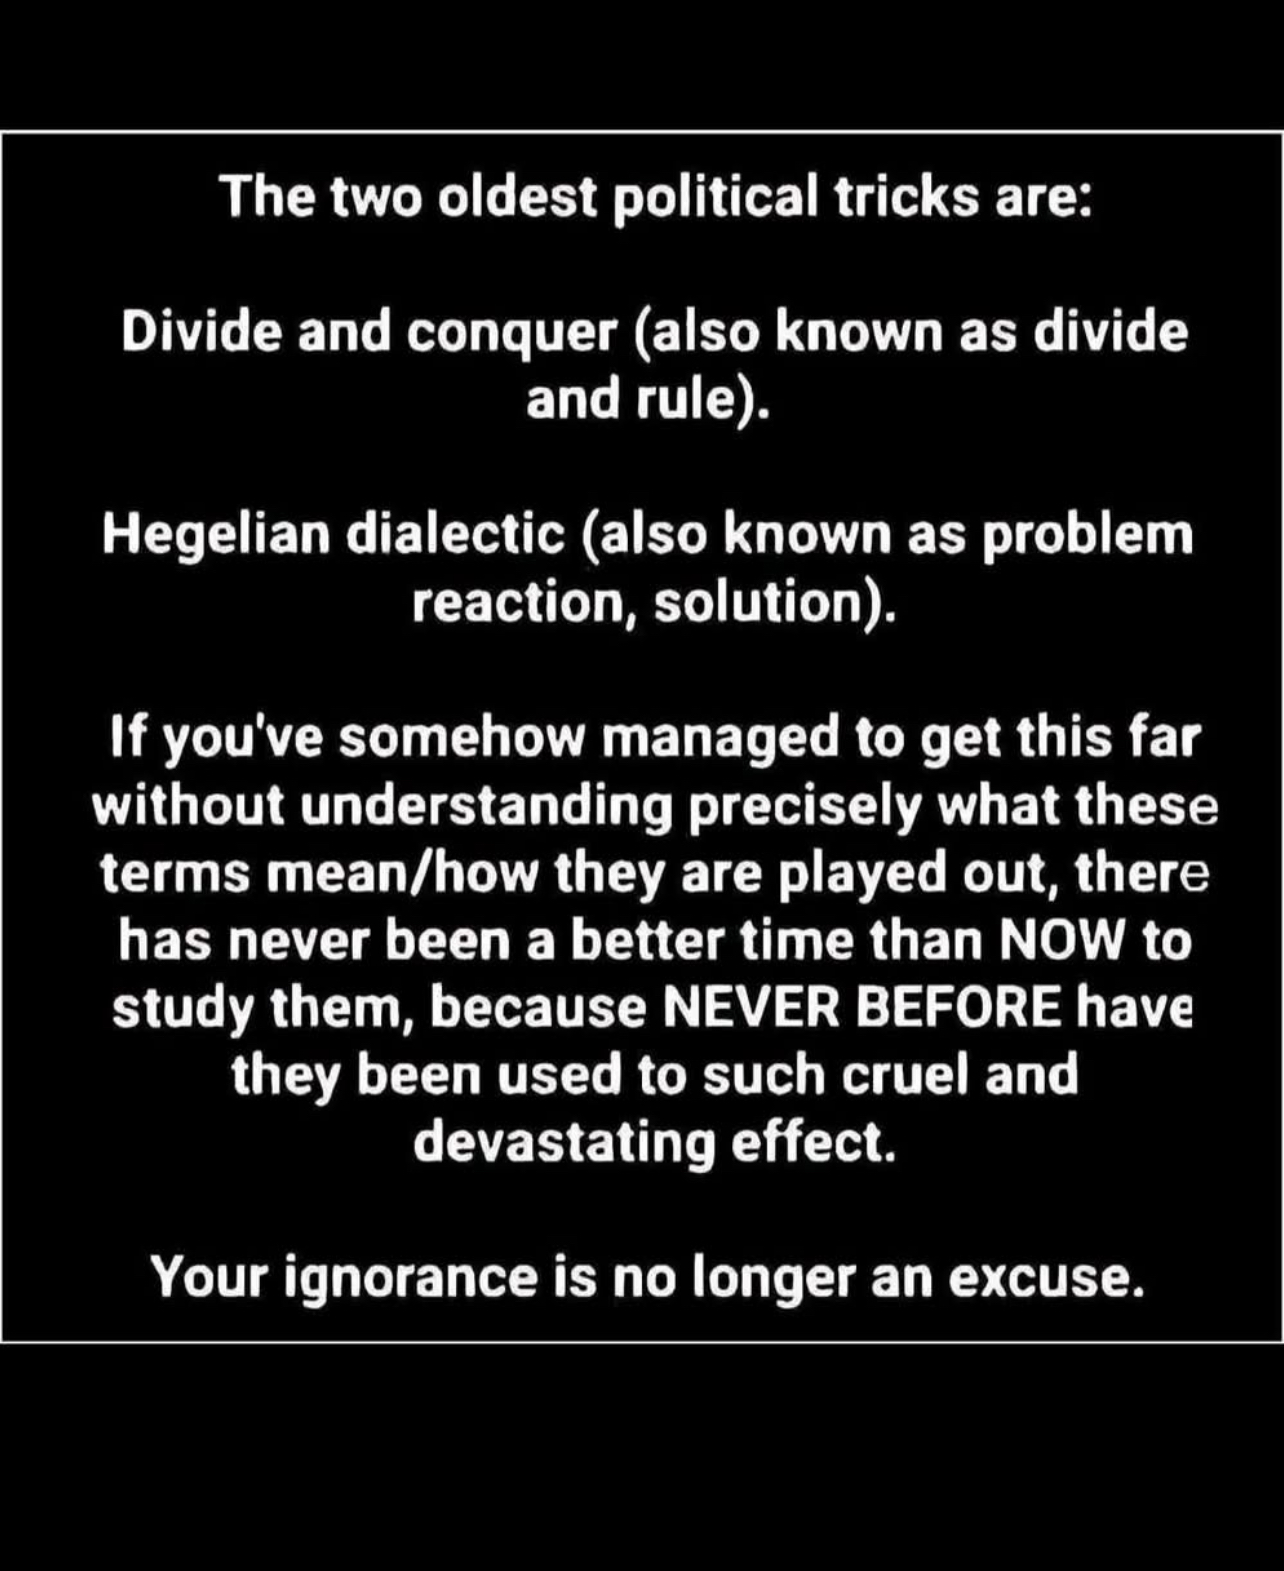 The two oldest political tricks are:
Divide and conquer (also known as divide
and rule).
Hegelian dialectic (also known as problem
reaction, solution).
If you've somehow managed to get this far
without understanding precisely what these
terms mean/how they are played out, there
has never been a better time than NOW to
study them, because NEVER BEFORE have
they been used to such cruel and
devastating effect.
Your ignorance is no longer an excuse.